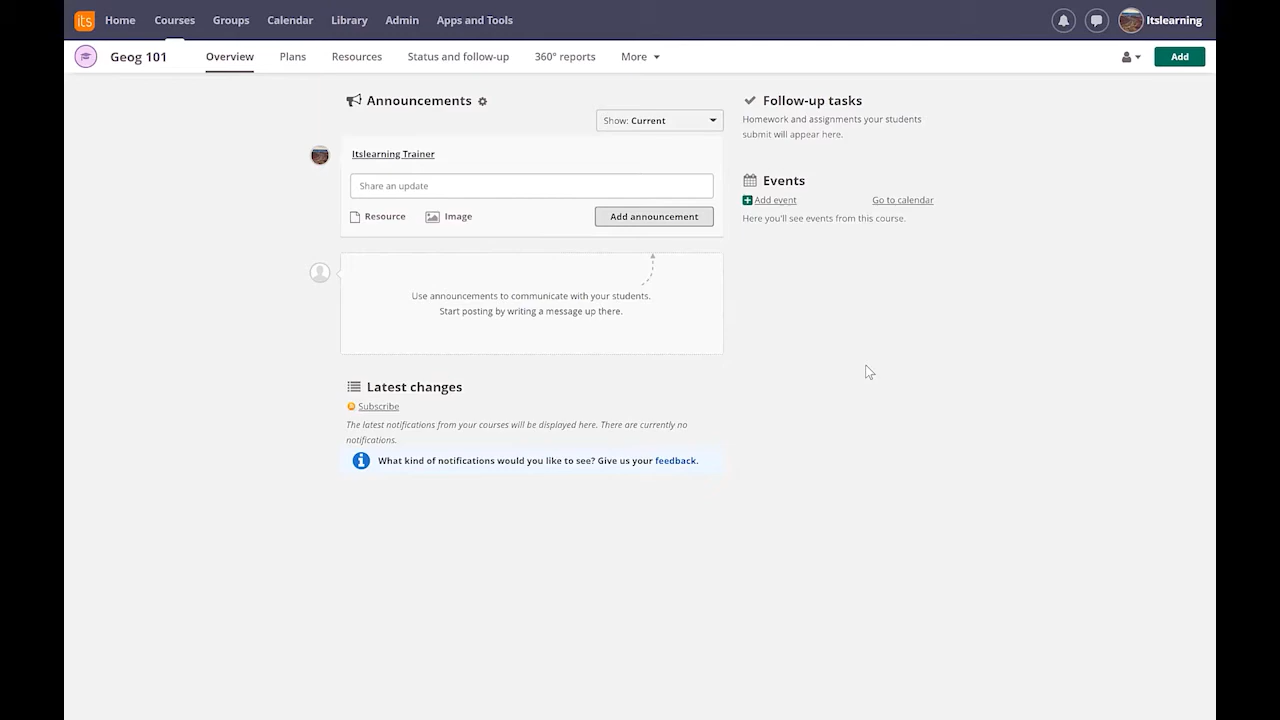 its Home Courses Groups Calendar Library Admin Apps and Tools Itslearning
Geog 101 Overview Plans Resources Status and follow-up 360° reports More Add
Announcements
Show: Current
Itslearning Trainer
Share an update
Resource Image Add announcement
Use announcements to communicate with your students.
Start posting by writing a message up there.
Latest changes
Subscribe
The latest notifications from your courses will be displayed here. There are currently no
notifications.
What kind of notifications would you like to see? Give us your feedback.
Follow-up tasks
Homework and assignments your students
submit will appear here.
Events
Add event Go to calendar
Here you'll see events from this course.